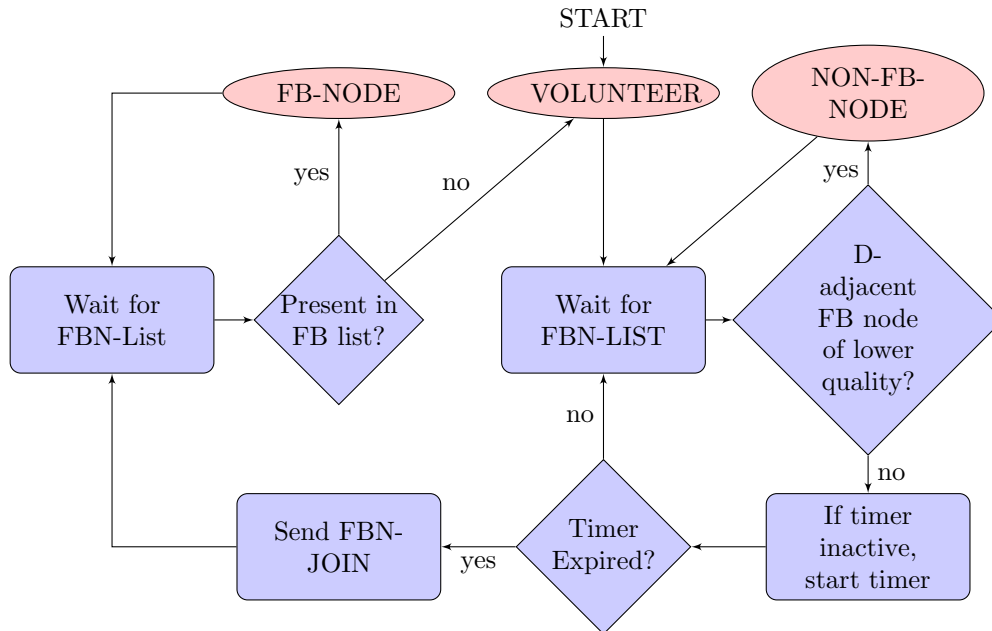 START
FB-NODE
VOLUNTEER
NON-FB-
NODE
yes
no
yes
Wait for
FBN-List
Present in
FB list?
Wait for
FBN-LIST
D-
adjacent
FB node
of lower
quality?
no
no
Send FBN-
JOIN
yes
Timer
Expired?
If timer
inactive,
start timer